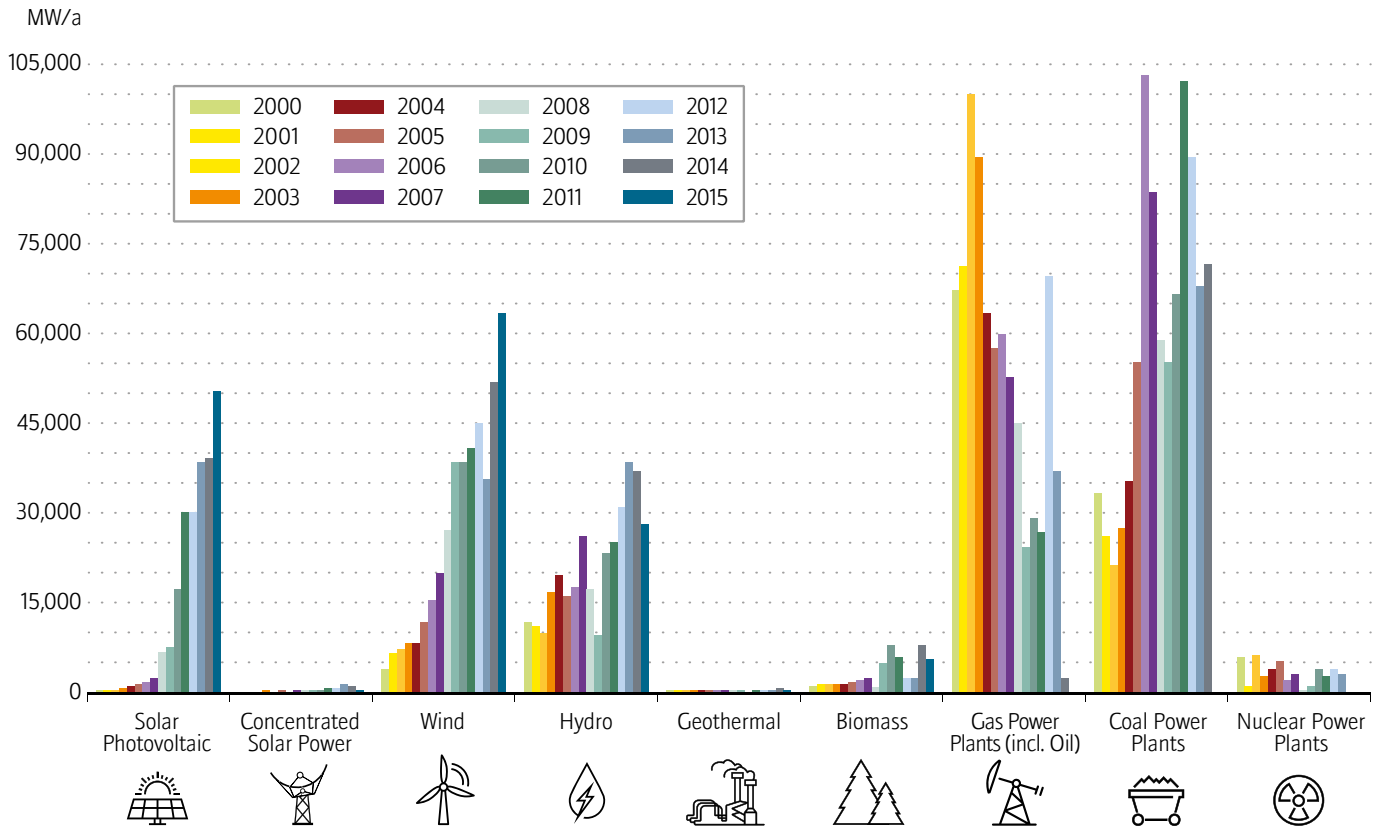 MW/a
105,000
90,000
75,000
60,000
45,000
30,000
15,000
0
2000 2004 2008 2012
2001 2005 2009 2013
2002 2006 2010 2014
2003 2007 2011 2015
Solar
Photovoltaic
Concentrated
Solar Power
Wind
Hydro
Geothermal
Biomass
Gas Power
Plants (incl. Oil)
Coal Power
Plants
Nuclear Power
Plants